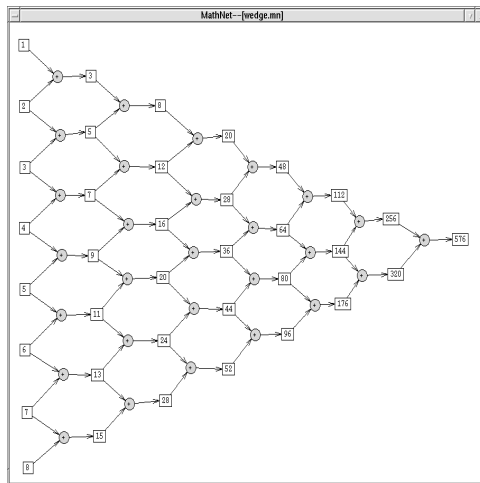 MathNet--[wedge.mn]
1
+ 3
2 + 8
+ 5 + 20
3 + 12 + 48
+ 7 + 28 + 112
4 + 16 + 64 + 256
+ 9 + 36 + 144 + 576
5 + 20 + 80 + 320
+ 11 + 44 + 176
6 + 24 + 96
+ 13 + 52
7 + 28
+ 15
8